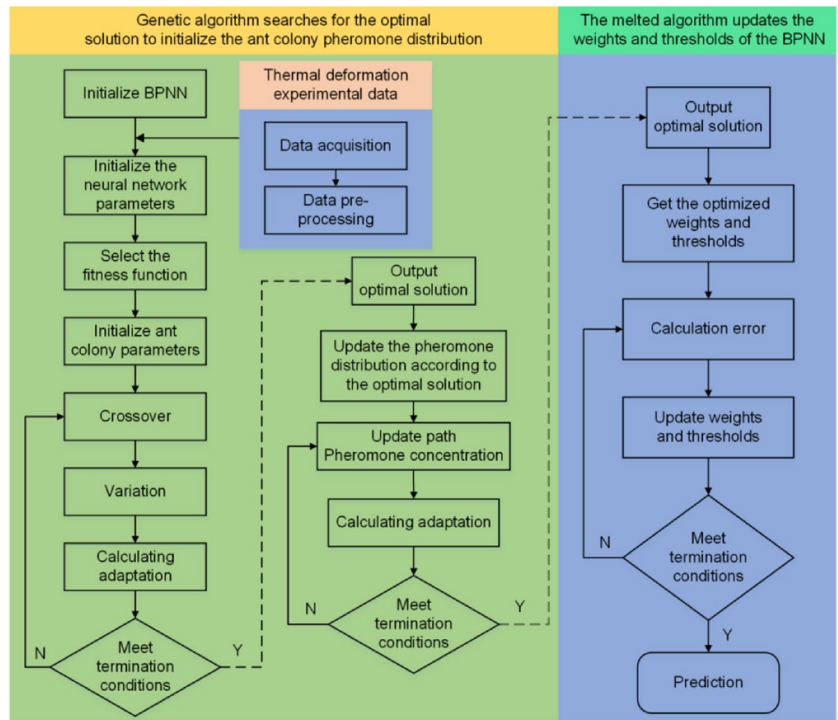 Genetic algorithm searches for the optimal
solution to initialize the ant colony pheromone distribution
The melted algorithm updates the
weights and thresholds of the BPNN
Initialize BPNN
Thermal deformation
experimental data
Data acquisition
Data pre-
processing
Initialize the
neural network
parameters
Select the
fitness function
Initialize ant
colony parameters
Crossover
Variation
Calculating
adaptation
N
Y
Meet
termination
conditions
Output
optimal solution
Update the pheromone
distribution according to
the optimal solution
Update path
Pheromone concentration
Calculating adaptation
N
Y
Meet
termination
conditions
Output
optimal solution
Get the optimized
weights and
thresholds
Calculation error
Update weights
and thresholds
N
Meet
termination
conditions
Y
Prediction